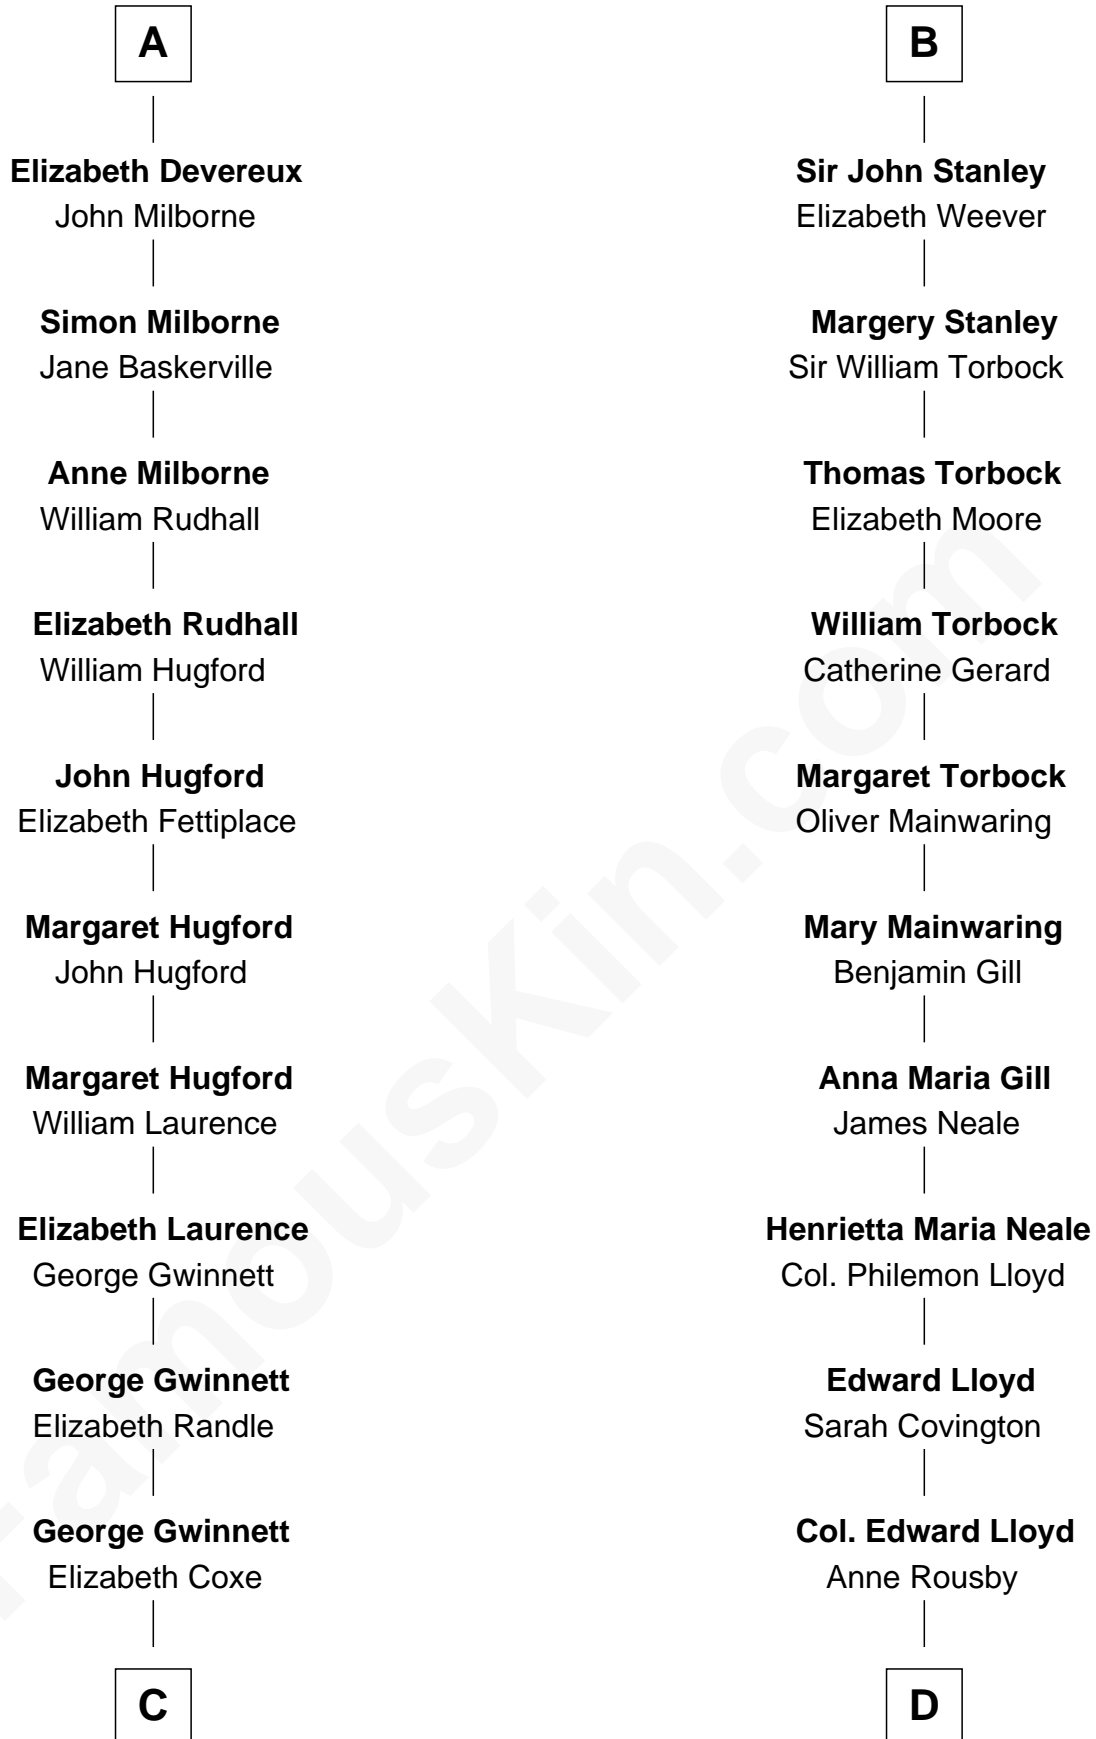 A
Elizabeth Devereux
John Milborne
Simon Milborne
Jane Baskerville
Anne Milborne
William Rudhall
Elizabeth Rudhall
William Hugford
John Hugford
Elizabeth Fettiplace
Margaret Hugford
John Hugford
Margaret Hugford
William Laurence
Elizabeth Laurence
George Gwinnett
George Gwinnett
Elizabeth Randle
George Gwinnett
Elizabeth Coxe
C
B
Sir John Stanley
Elizabeth Weever
Margery Stanley
Sir William Torbock
Thomas Torbock
Elizabeth Moore
William Torbock
Catherine Gerard
Margaret Torbock
Oliver Mainwaring
Mary Mainwaring
Benjamin Gill
Anna Maria Gill
James Neale
Henrietta Maria Neale
Col. Philemon Lloyd
Edward Lloyd
Sarah Covington
Col. Edward Lloyd
Anne Rousby
D
FamousKin.com